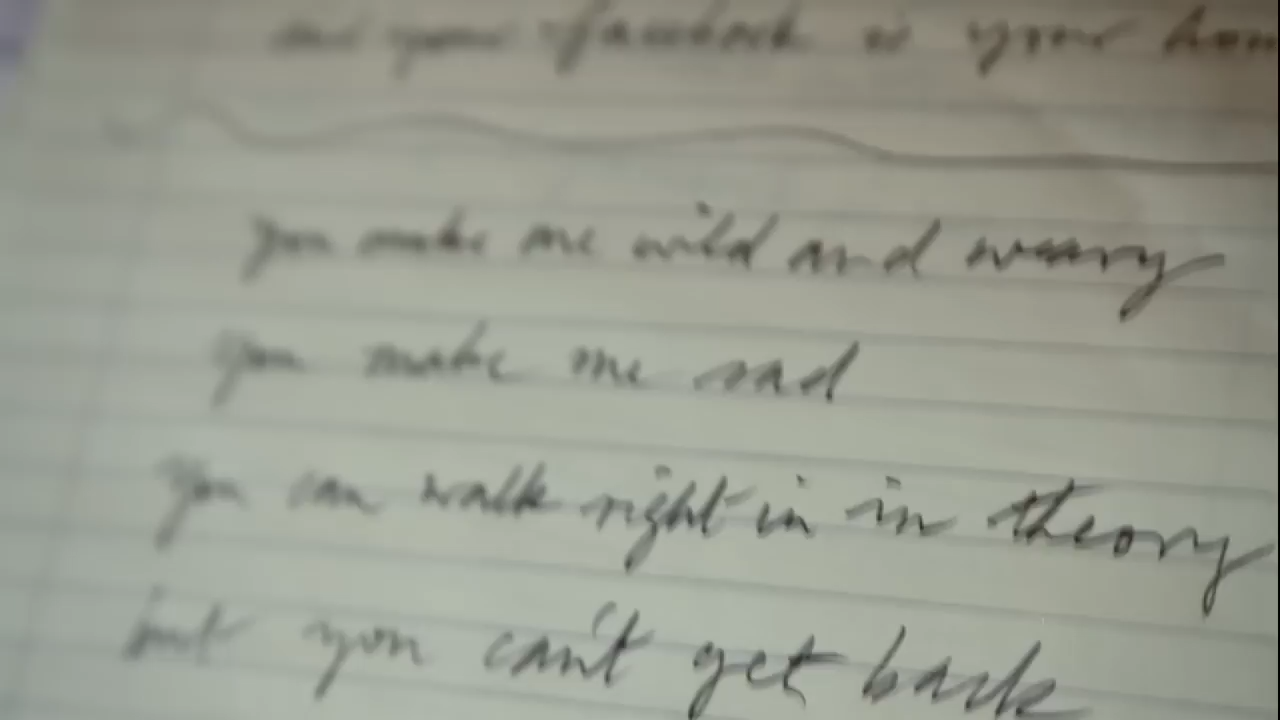 and your facebook is your
you make me wild and weary
you make me sad
you can walk right in in theory
but you can't get back